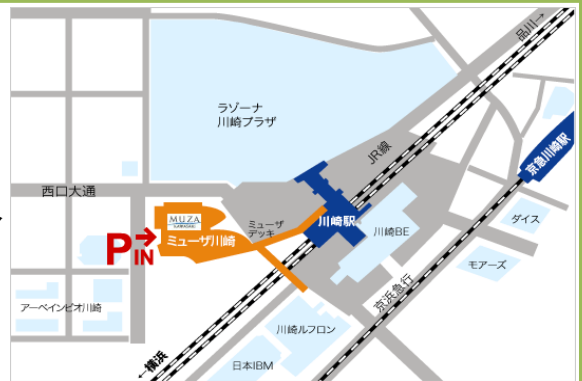 品川→
ラゾーナ
川崎プラザ
JR線
京急川崎駅
西口大通
MUZA
KAWASAKI
ミューザ川崎
ミューザ
デッキ
川崎駅
川崎BE
ダイス
モアーズ
P IN
京浜急行
アーベインビオ川崎
川崎ルフロン
←横浜
日本IBM